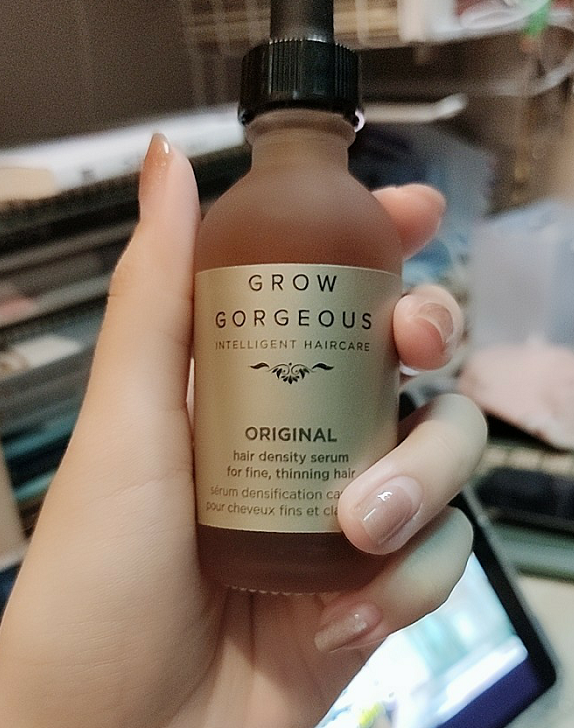 GROW
GORGEOUS
INTELLIGENT HAIRCARE
ORIGINAL
hair density serum
for fine, thinning hair
sérum densification
pour cheveux fins et